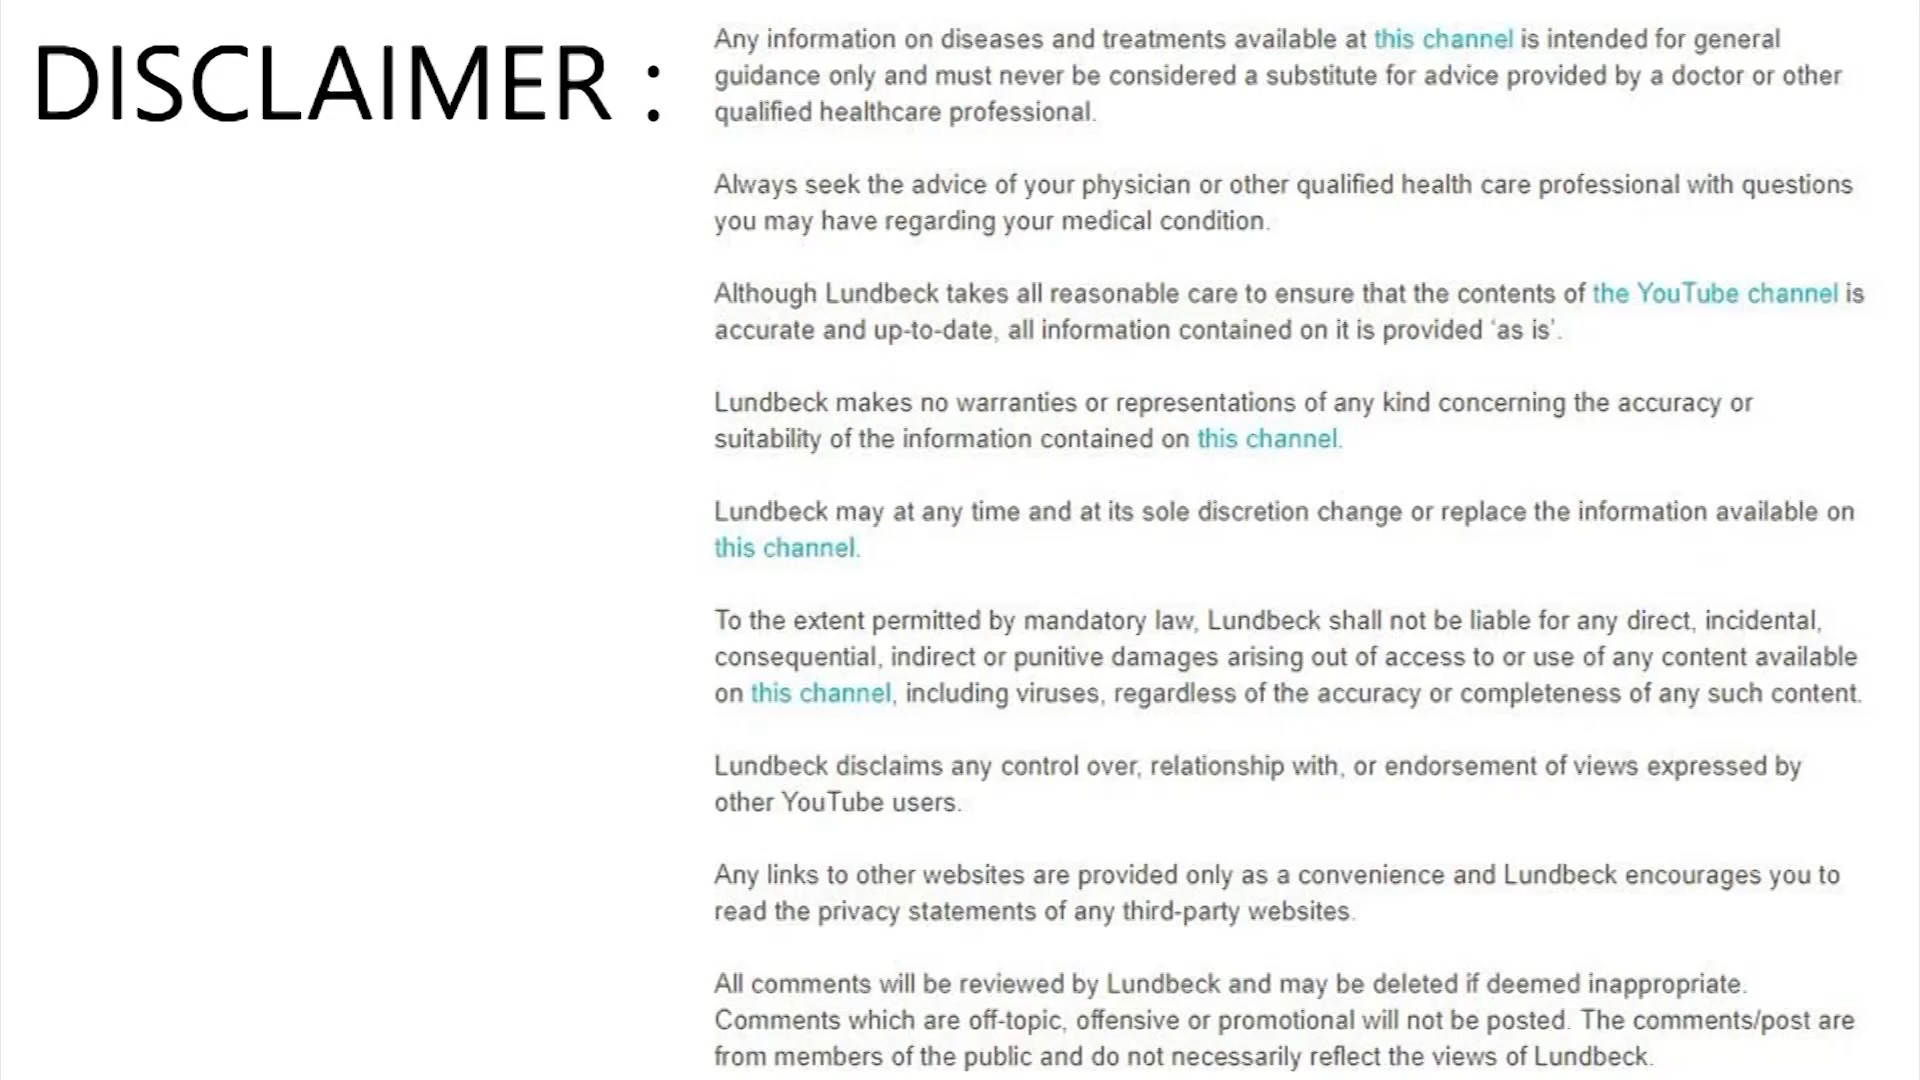 DISCLAIMER :
Any information on diseases and treatments available at this channel is intended for general
guidance only and must never be considered a substitute for advice provided by a doctor or other
qualified healthcare professional.
Always seek the advice of your physician or other qualified health care professional with questions
you may have regarding your medical condition.
Although Lundbeck takes all reasonable care to ensure that the contents of the YouTube channel is
accurate and up-to-date, all information contained on it is provided 'as is'.
Lundbeck makes no warranties or representations of any kind concerning the accuracy or
suitability of the information contained on this channel.
Lundbeck may at any time and at its sole discretion change or replace the information available on
this channel.
To the extent permitted by mandatory law, Lundbeck shall not be liable for any direct, incidental,
consequential, indirect or punitive damages arising out of access to or use of any content available
on this channel, including viruses, regardless of the accuracy or completeness of any such content.
Lundbeck disclaims any control over, relationship with, or endorsement of views expressed by
other YouTube users.
Any links to other websites are provided only as a convenience and Lundbeck encourages you to
read the privacy statements of any third-party websites.
All comments will be reviewed by Lundbeck and may be deleted if deemed inappropriate.
Comments which are off-topic, offensive or promotional will not be posted. The comments/post are
from members of the public and do not necessarily reflect the views of Lundbeck.